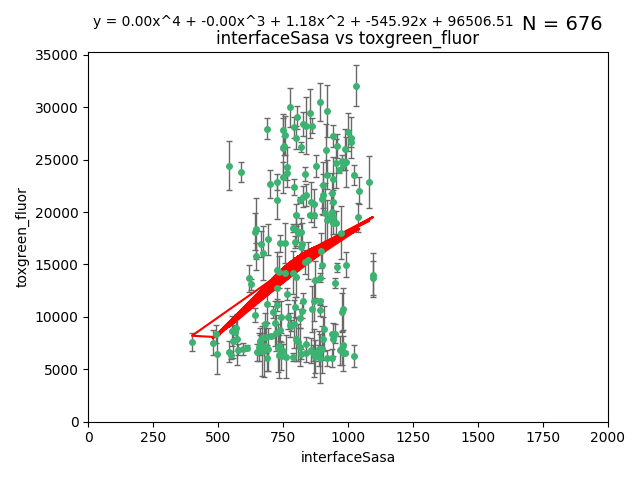 y = 0.00x^4 + -0.00x^3 + 1.18x^2 + -545.92x + 96506.51 N = 676
interfaceSasa vs toxgreen_fluor
35000
30000
25000
20000
15000
10000
5000
0
toxgreen_fluor
0 250 500 750 1000 1250 1500 1750 2000
interfaceSasa